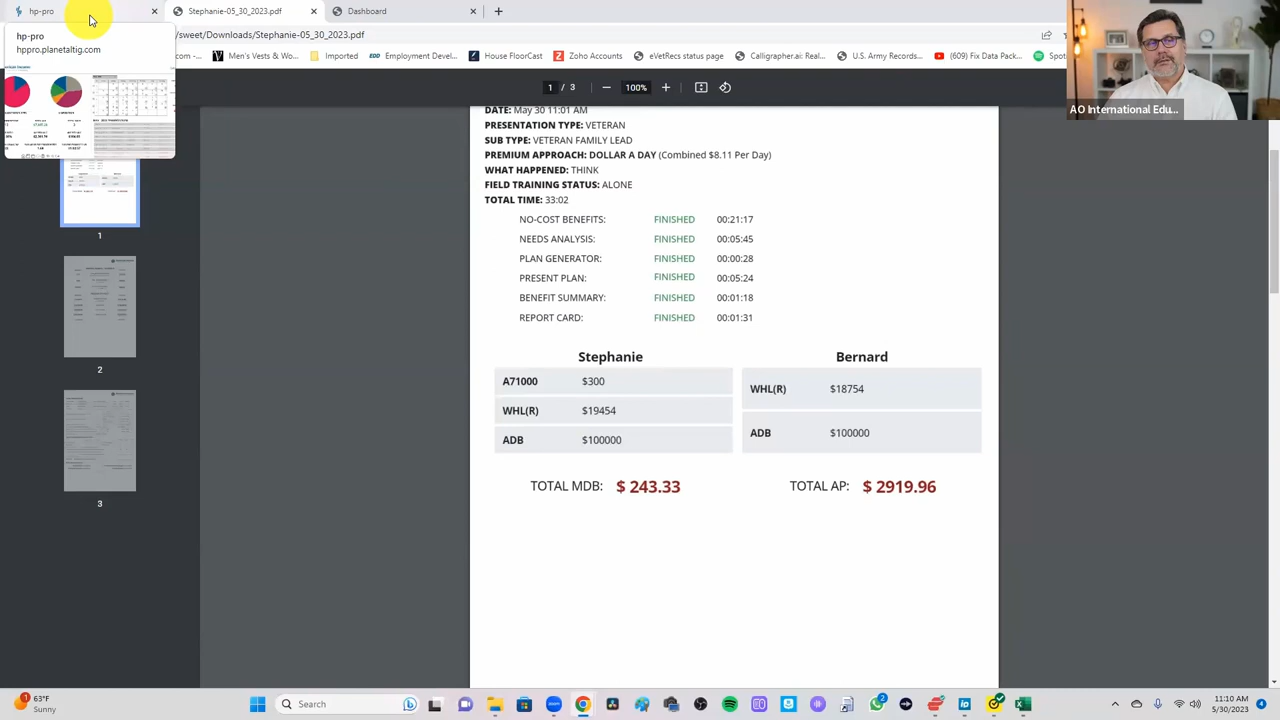 hp-pro
Stephanie-05_30_2023.pdf
Dashboard
hp-pro
hppro.planetaltig.com
/sweet/Downloads/Stephanie-05_30_2023.pdf
Men's Vests & Wo...
Imported
EDD Employment Devel...
House FloorCast
Zoho Accounts
eVetRecs status page
Calligrapher.ai: Real...
U.S. Army Records...
(609) Fix Data Pack...
Spot
1 / 3
100%
AO International Edu...
DATE:
PRESENTATION TYPE: VETERAN
SUB TYPE: VETERAN FAMILY LEAD
PREMIUM APPROACH: DOLLAR A DAY (Combined $8.11 Per Day)
WHAT HAPPENED: THINK
FIELD TRAINING STATUS: ALONE
TOTAL TIME: 33:02
NO-COST BENEFITS: FINISHED 00:21:17
NEEDS ANALYSIS: FINISHED 00:05:45
PLAN GENERATOR: FINISHED 00:00:28
PRESENT PLAN: FINISHED 00:05:24
BENEFIT SUMMARY: FINISHED 00:01:18
REPORT CARD: FINISHED 00:01:31
Stephanie
A71000 $300
WHL(R) $19454
ADB $100000
Bernard
WHL(R) $18754
ADB $100000
TOTAL MDB: $ 243.33
TOTAL AP: $ 2919.96
1
2
3
1
63°F
Sunny
Search
zoom
2
ip
11:10 AM
5/30/2023
4